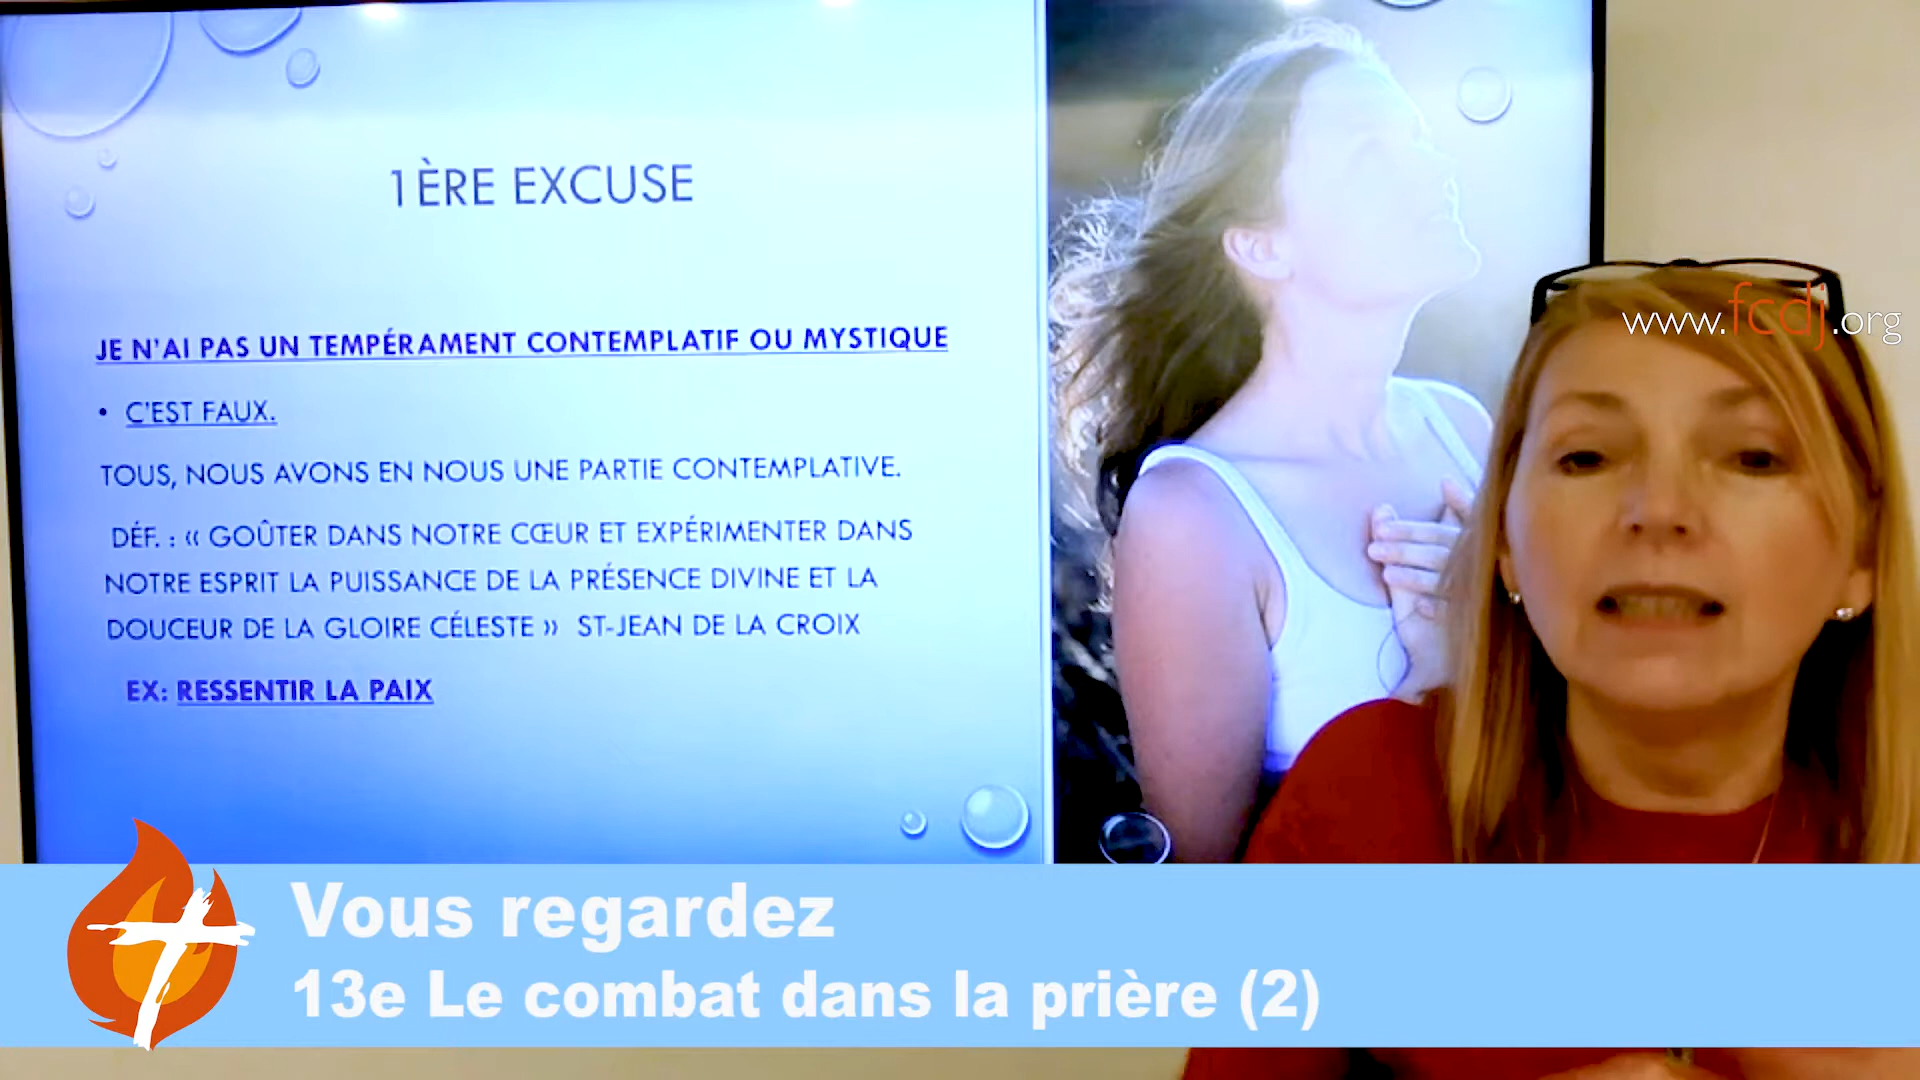 1ÈRE EXCUSE
JE N'AI PAS UN TEMPÉRAMENT CONTEMPLATIF OU MYSTIQUE
• C'EST FAUX.
TOUS, NOUS AVONS EN NOUS UNE PARTIE CONTEMPLATIVE.
DÉF. : « GOÛTER DANS NOTRE CŒUR ET EXPÉRIMENTER DANS
NOTRE ESPRIT LA PUISSANCE DE LA PRÉSENCE DIVINE ET LA
DOUCEUR DE LA GLOIRE CÉLESTE » ST-JEAN DE LA CROIX
EX: RESSENTIR LA PAIX
www.fcdj.org
Vous regardez
13e Le combat dans la prière (2)